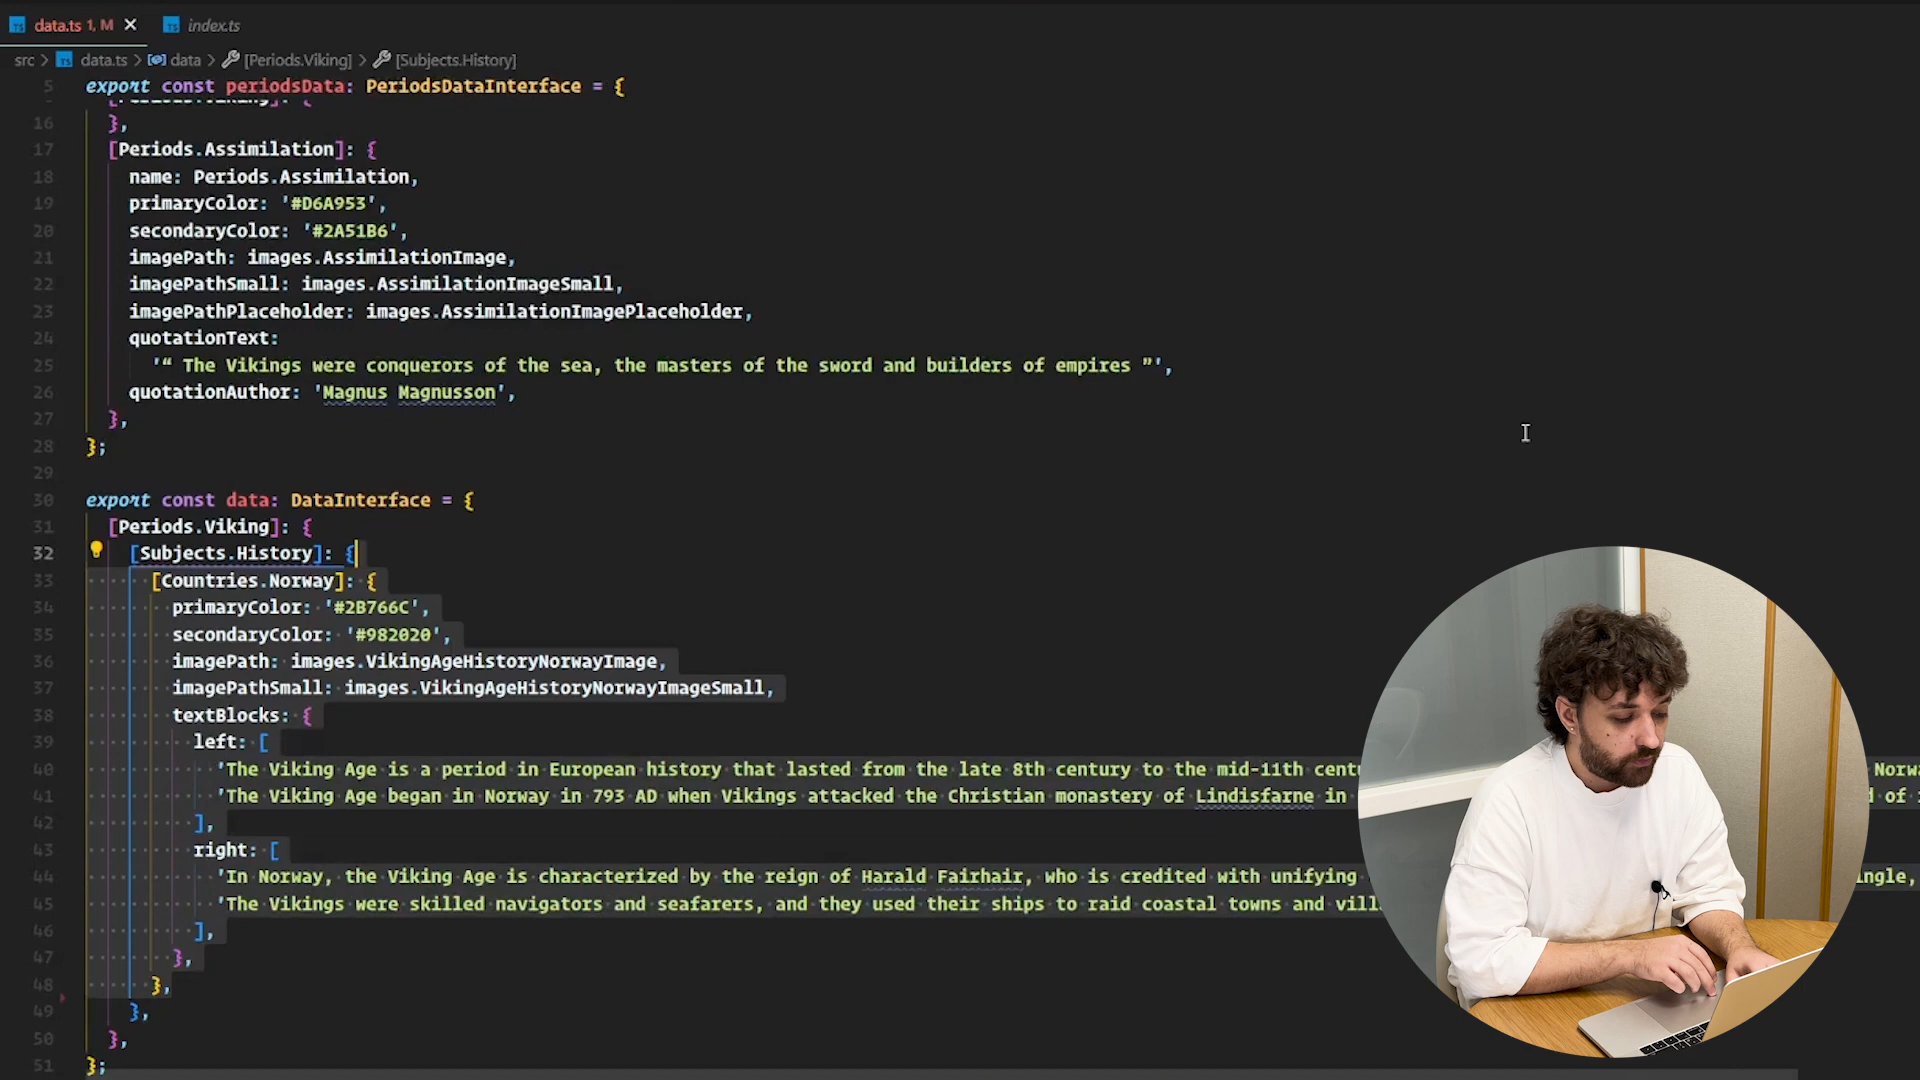 data.ts 1, M
index.ts
src > data.ts > data > [Periods.Viking] > [Subjects.History]
5 export const periodsData: PeriodsDataInterface = {
16 },
17 [Periods.Assimilation]: {
18 name: Periods.Assimilation,
19 primaryColor: '#D6A953',
20 secondaryColor: '#2A51B6',
21 imagePath: images.AssimilationImage,
22 imagePathSmall: images.AssimilationImageSmall,
23 imagePathPlaceholder: images.AssimilationImagePlaceholder,
24 quotationText:
25 '“ The Vikings were conquerors of the sea, the masters of the sword and builders of empires ”',
26 quotationAuthor: 'Magnus Magnusson',
27 },
28 };
29
30 export const data: DataInterface = {
31 [Periods.Viking]: {
32 [Subjects.History]: {
33 [Countries.Norway]: {
34 primaryColor: '#2B766C',
35 secondaryColor: '#982020',
36 imagePath: images.VikingAgeHistoryNorwayImage,
37 imagePathSmall: images.VikingAgeHistoryNorwayImageSmall,
38 textBlocks: {
39 left: [
40 'The Viking Age is a period in European history that lasted from the late 8th century to the mid-11th cent Norw
41 'The Viking Age began in Norway in 793 AD when Vikings attacked the Christian monastery of Lindisfarne in of
42 ],
43 right: [
44 'In Norway, the Viking Age is characterized by the reign of Harald Fairhair, who is credited with unifying ingle,
45 'The Vikings were skilled navigators and seafarers, and they used their ships to raid coastal towns and vill
46 ],
47 },
48 },
49 },
50 },
51 };